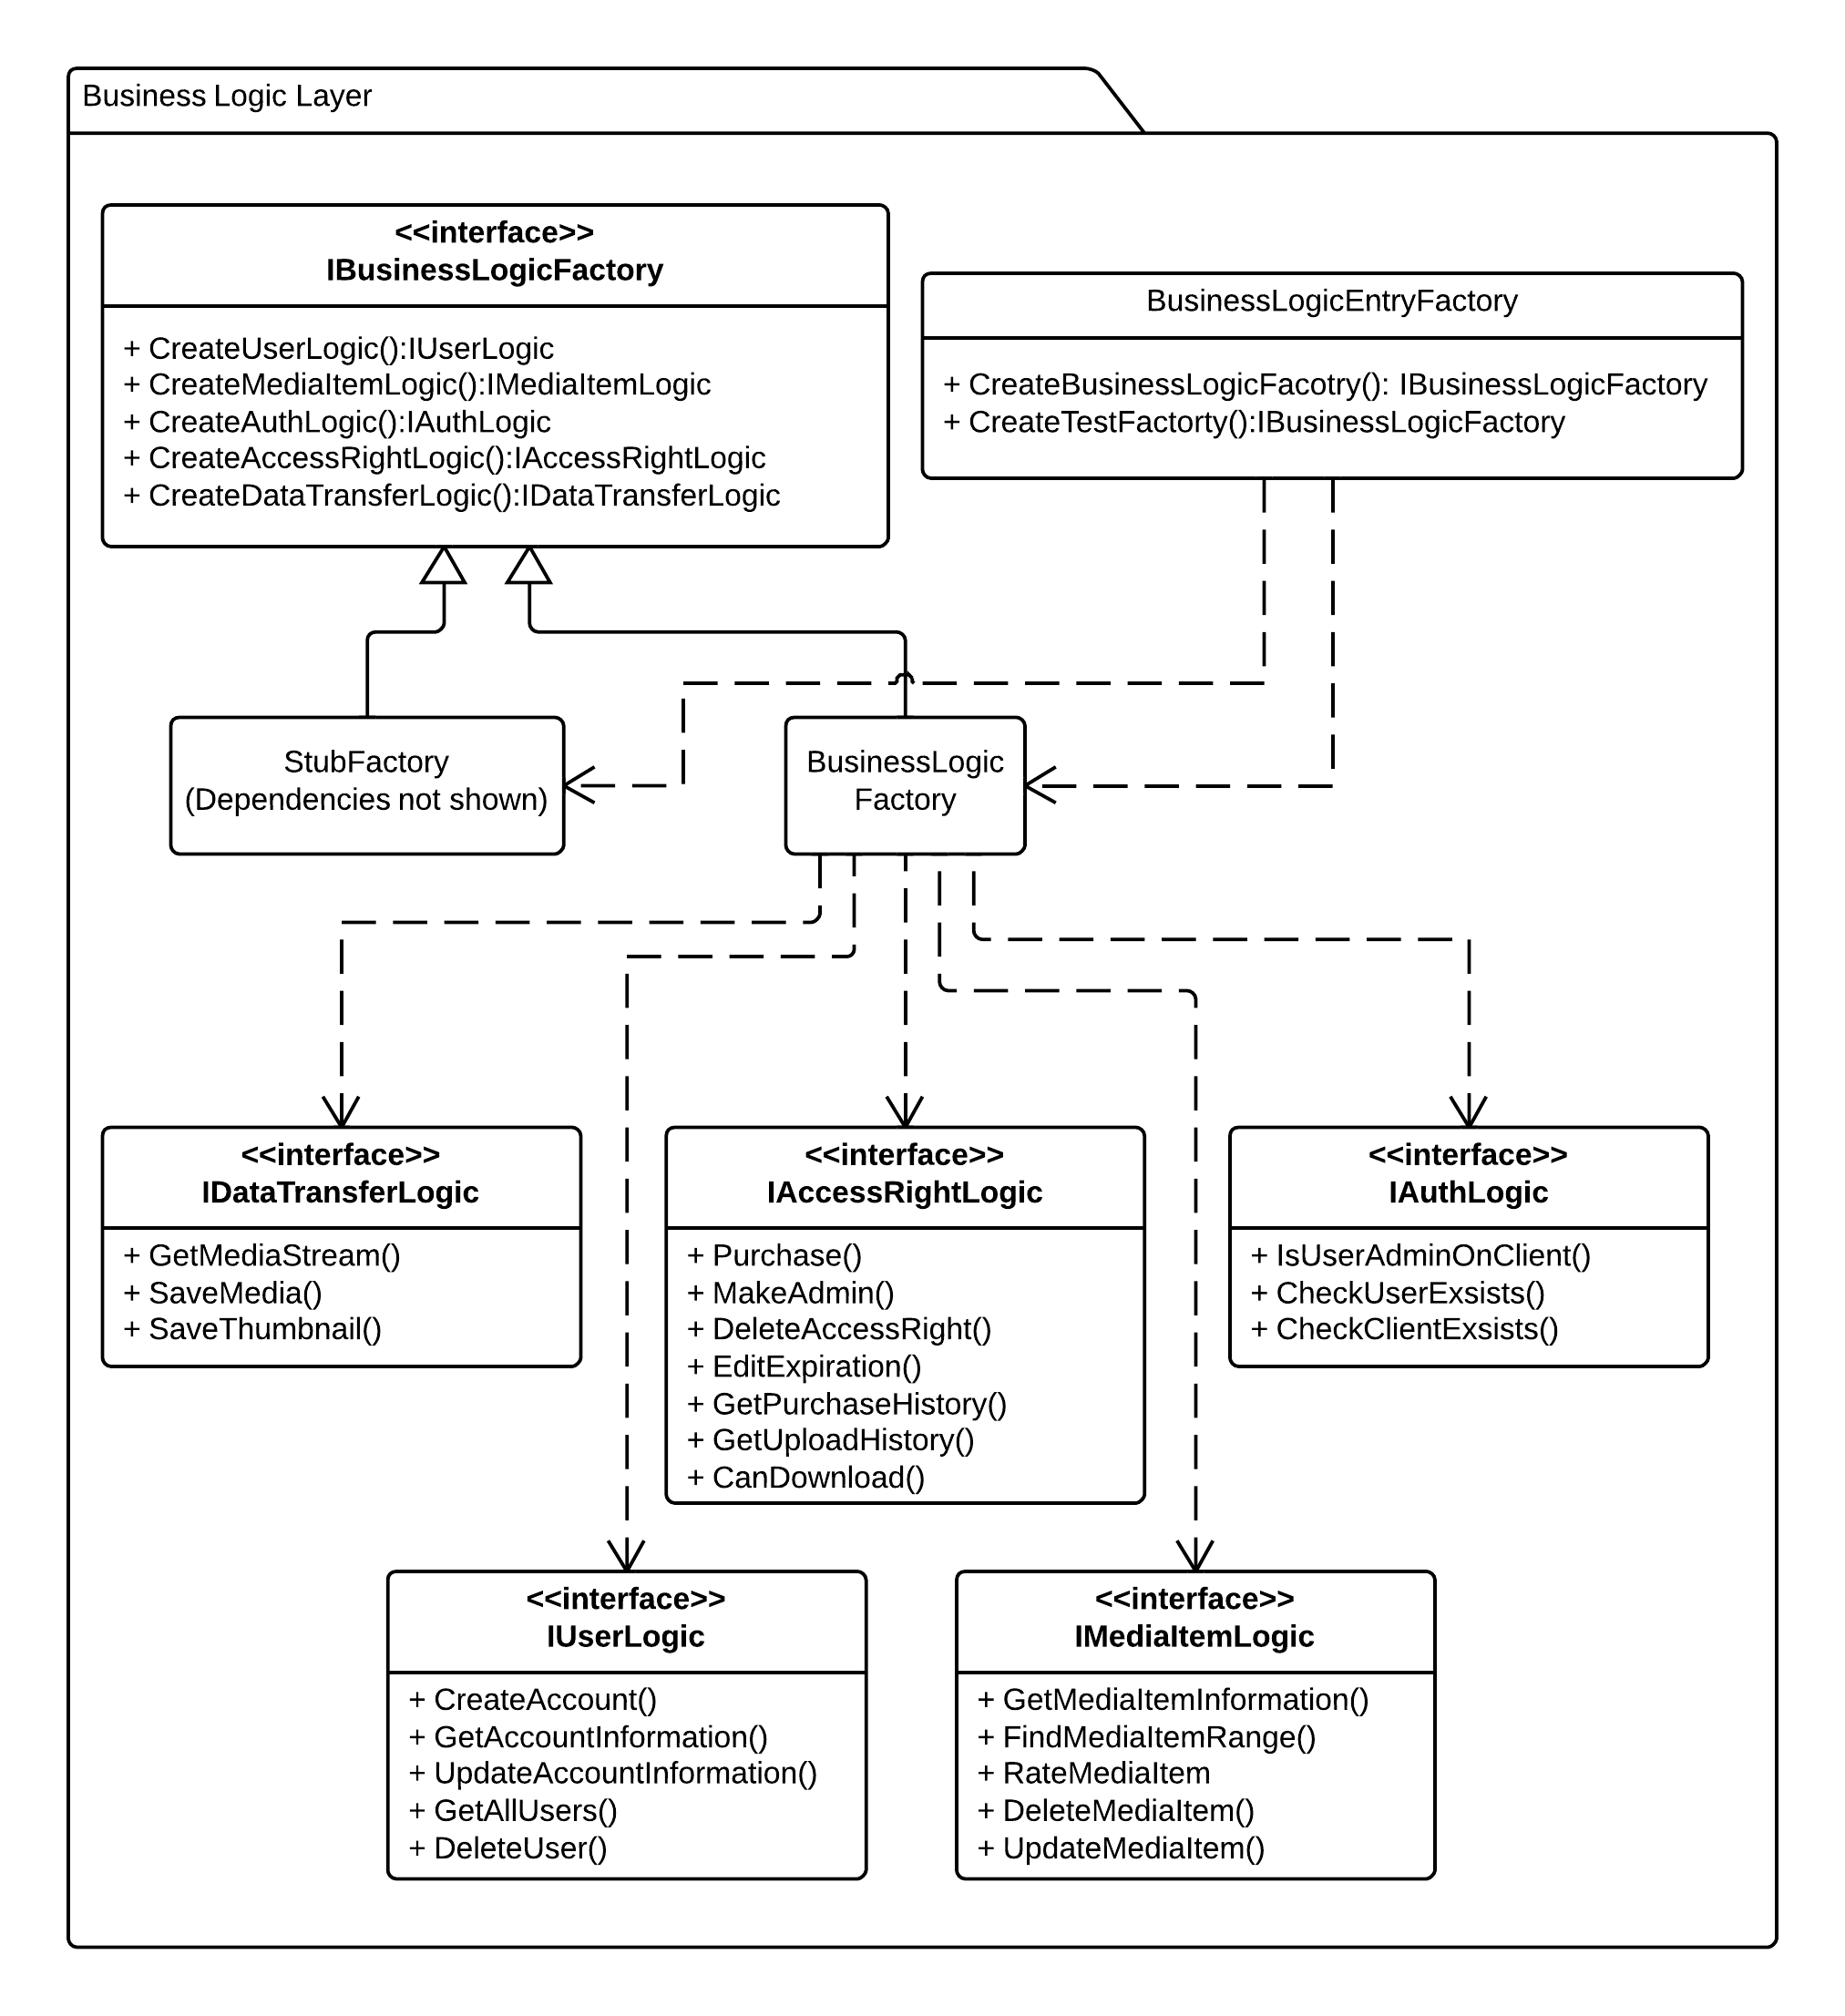 Business Logic Layer
<<interface>>
IBusinessLogicFactory
+ CreateUserLogic():IUserLogic
+ CreateMediaItemLogic():IMediaItemLogic
+ CreateAuthLogic():IAuthLogic
+ CreateAccessRightLogic():IAccessRightLogic
+ CreateDataTransferLogic():IDataTransferLogic
BusinessLogicEntryFactory
+ CreateBusinessLogicFacotry(): IBusinessLogicFactory
+ CreateTestFactorty():IBusinessLogicFactory
StubFactory
(Dependencies not shown)
BusinessLogic
Factory
<<interface>>
IDataTransferLogic
+ GetMediaStream()
+ SaveMedia()
+ SaveThumbnail()
<<interface>>
IAccessRightLogic
+ Purchase()
+ MakeAdmin()
+ DeleteAccessRight()
+ EditExpiration()
+ GetPurchaseHistory()
+ GetUploadHistory()
+ CanDownload()
<<interface>>
IAuthLogic
+ IsUserAdminOnClient()
+ CheckUserExsists()
+ CheckClientExsists()
<<interface>>
IUserLogic
+ CreateAccount()
+ GetAccountInformation()
+ UpdateAccountInformation()
+ GetAllUsers()
+ DeleteUser()
<<interface>>
IMediaItemLogic
+ GetMediaItemInformation()
+ FindMediaItemRange()
+ RateMediaItem
+ DeleteMediaItem()
+ UpdateMediaItem()